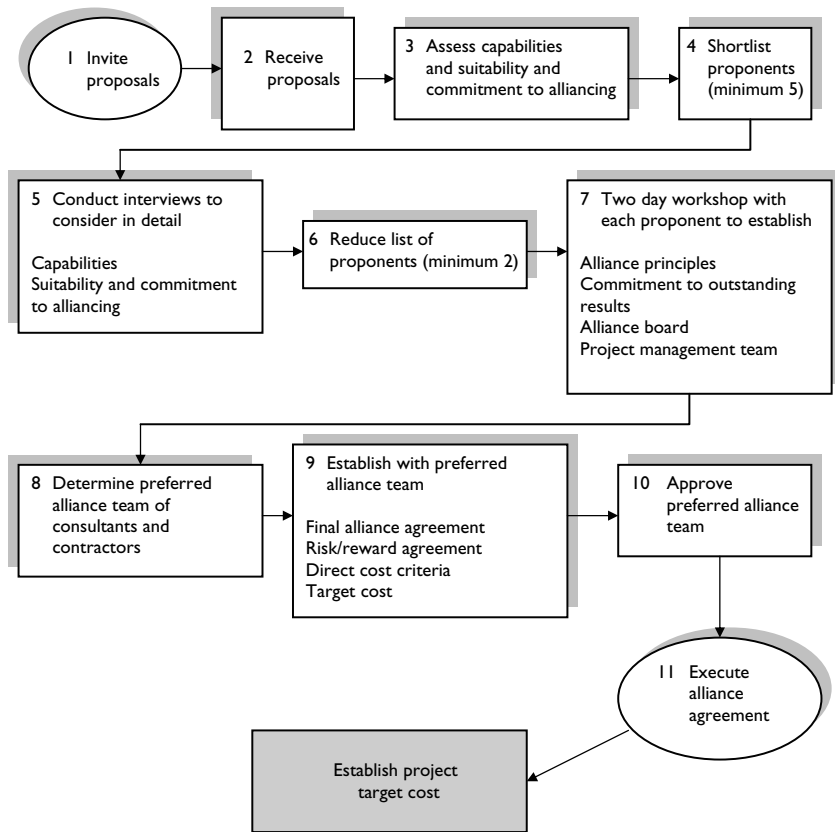 1 Invite
proposals
2 Receive
proposals
3 Assess capabilities
and suitability and
commitment to alliancing
4 Shortlist
proponents
(minimum 5)
5 Conduct interviews to
consider in detail
Capabilities
Suitability and commitment
to alliancing
6 Reduce list of
proponents (minimum 2)
7 Two day workshop with
each proponent to establish
Alliance principles
Commitment to outstanding
results
Alliance board
Project management team
8 Determine preferred
alliance team of
consultants and
contractors
9 Establish with preferred
alliance team
Final alliance agreement
Risk/reward agreement
Direct cost criteria
Target cost
10 Approve
preferred alliance
team
11 Execute
alliance
agreement
Establish project
target cost